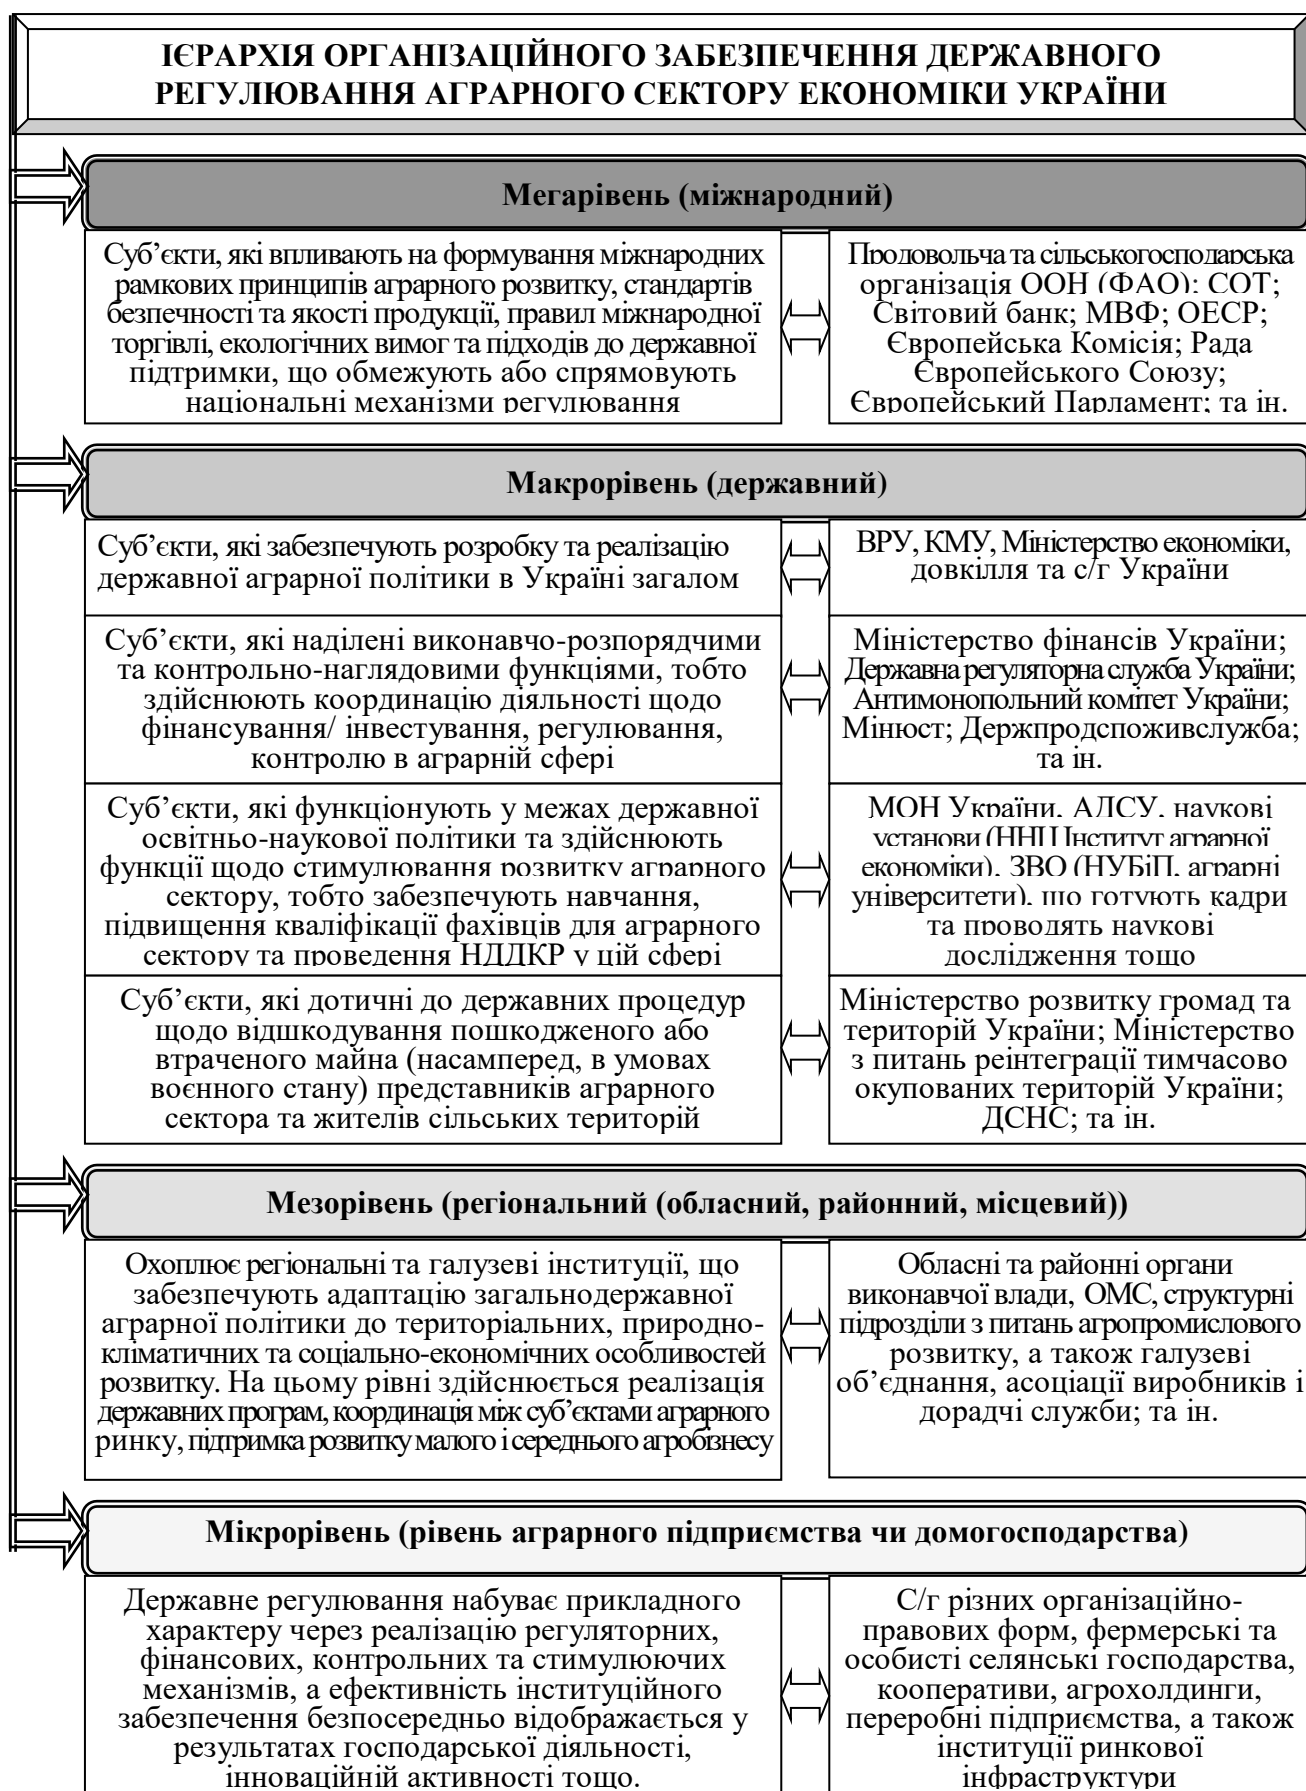 ІЄРАРХІЯ ОРГАНІЗАЦІЙНОГО ЗАБЕЗПЕЧЕННЯ ДЕРЖАВНОГО
РЕГУЛЮВАННЯ АГРАРНОГО СЕКТОРУ ЕКОНОМІКИ УКРАЇНИ
Мегарівень (міжнародний)
Суб’єкти, які впливають на формування міжнародних
рамкових принципів аграрного розвитку, стандартів
безпечності та якості продукції, правил міжнародної
торгівлі, екологічних вимог та підходів до державної
підтримки, що обмежують або спрямовують
національні механізми регулювання
Продовольча та сільськогосподарська
організація ООН (ФАО); СОТ;
Світовий банк; МВФ; ОЕСР;
Європейська Комісія; Рада
Європейського Союзу;
Європейський Парламент; та ін.
Макрорівень (державний)
Суб’єкти, які забезпечують розробку та реалізацію
державної аграрної політики в Україні загалом
ВРУ, КМУ, Міністерство економіки,
довкілля та с/г України
Суб’єкти, які наділені виконавчо-розпорядчими
та контрольно-наглядовими функціями, тобто
здійснюють координацію діяльності щодо
фінансування/ інвестування, регулювання,
контролю в аграрній сфері
Міністерство фінансів України;
Державна регуляторна служба України;
Антимонопольний комітет України;
Мінюст; Держпродспоживслужба;
та ін.
Суб’єкти, які функціонують у межах державної
освітньо-наукової політики та здійснюють
функції щодо стимулювання розвитку аграрного
сектору, тобто забезпечують навчання,
підвищення кваліфікації фахівців для аграрного
сектору та проведення НДДКР у цій сфері
МОН України, АДСУ, наукові
установи (ННЦ Інститут аграрної
економіки), ЗВО (НУБіП, аграрні
університети), що готують кадри
та проводять наукові
дослідження тощо
Суб’єкти, які дотичні до державних процедур
щодо відшкодування пошкодженого або
втраченого майна (насамперед, в умовах
воєнного стану) представників аграрного
сектора та жителів сільських територій
Міністерство розвитку громад та
територій України; Міністерство
з питань реінтеграції тимчасово
окупованих територій України;
ДСНС; та ін.
Мезорівень (регіональний (обласний, районний, місцевий))
Охоплює регіональні та галузеві інституції, що
забезпечують адаптацію загальнодержавної
аграрної політики до територіальних, природно-
кліматичних та соціально-економічних особливостей
розвитку. На цьому рівні здійснюється реалізація
державних програм, координація між суб’єктами аграрного
ринку, підтримка розвитку малого і середнього агробізнесу
Обласні та районні органи
виконавчої влади, ОМС, структурні
підрозділи з питань агропромислового
розвитку, а також галузеві
об’єднання, асоціації виробників і
дорадчі служби; та ін.
Мікрорівень (рівень аграрного підприємства чи домогосподарства)
Державне регулювання набуває прикладного
характеру через реалізацію регуляторних,
фінансових, контрольних та стимулюючих
механізмів, а ефективність інституційного
забезпечення безпосередньо відображається у
результатах господарської діяльності,
інноваційній активності тощо.
С/г різних організаційно-
правових форм, фермерські та
особисті селянські господарства,
кооперативи, агрохолдинги,
переробні підприємства, а також
інституції ринкової
інфраструктури